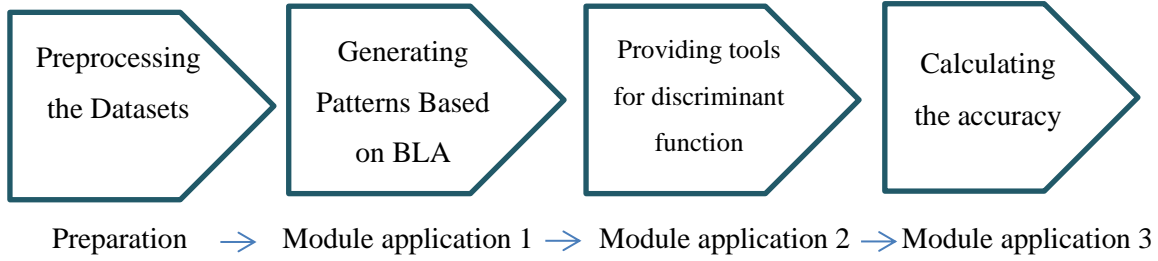 Preprocessing
the Datasets
Generating
Patterns Based
on BLA
Providing tools
for discriminant
function
Calculating
the accuracy
Preparation → Module application 1 → Module application 2 → Module application 3